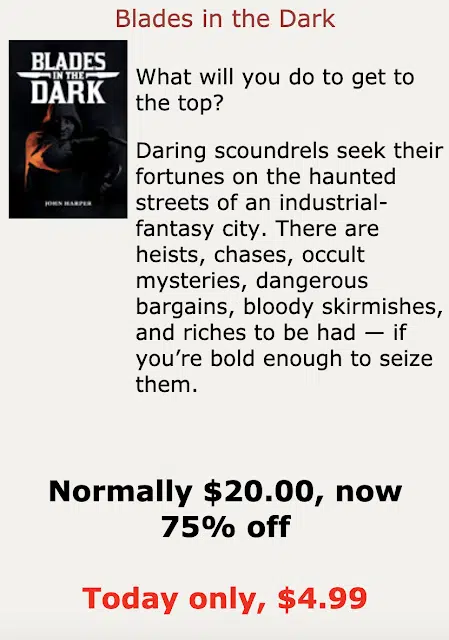 Blades in the Dark
BLADES
IN THE
DARK
JOHN HARPER
What will you do to get to
the top?
Daring scoundrels seek their
fortunes on the haunted
streets of an industrial-
fantasy city. There are
heists, chases, occult
mysteries, dangerous
bargains, bloody skirmishes,
and riches to be had — if
you’re bold enough to seize
them.
Normally $20.00, now
75% off
Today only, $4.99